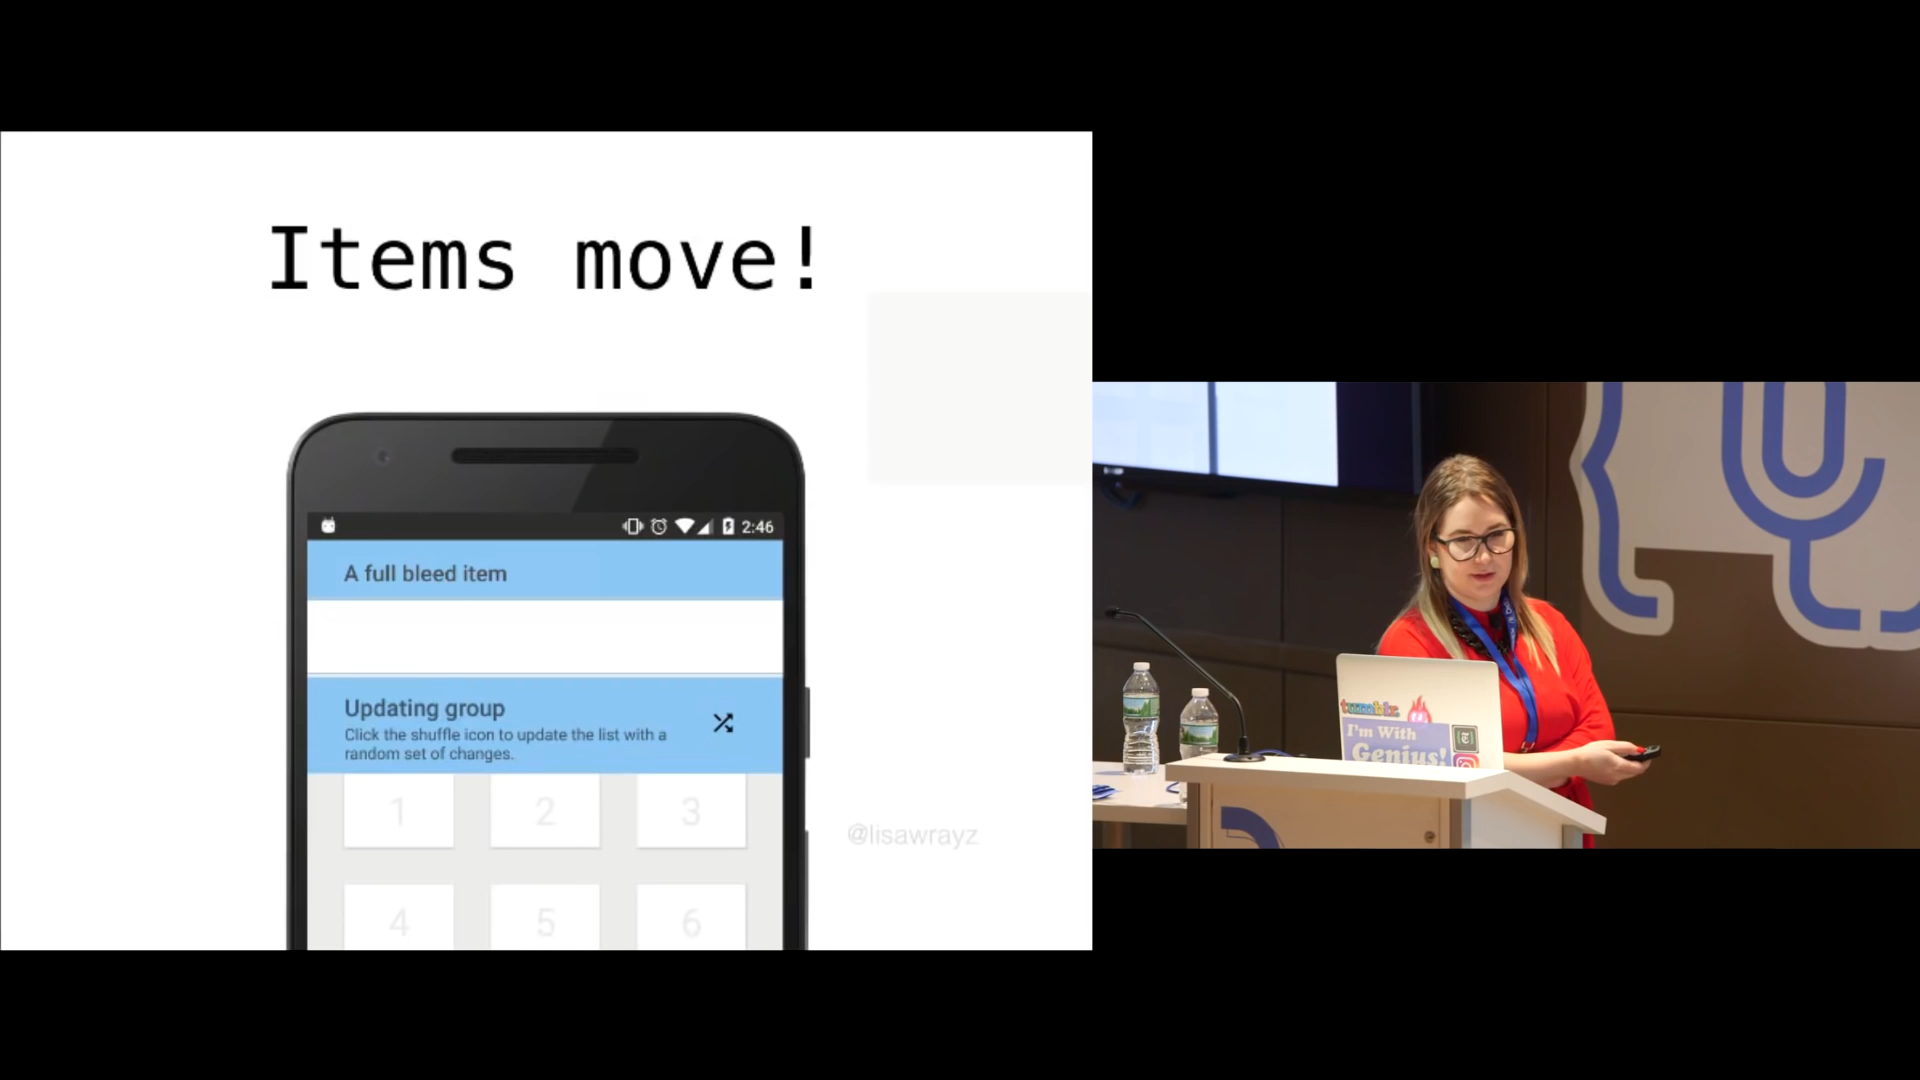 Items move!
2:46
A full bleed item
Updating group
Click the shuffle icon to update the list with a
random set of changes.
1 2 3
4 5 6
@lisawrayz
tumblr
I'm With
Genius!